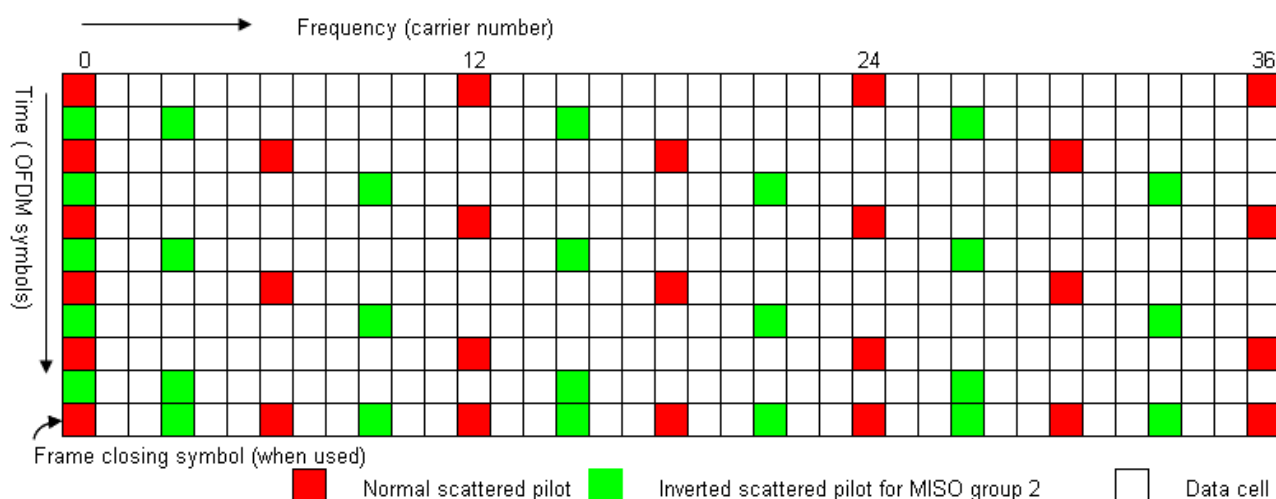 Frequency (carrier number)
0 12 24 36
Time ( OFDM symbols)
Frame closing symbol (when used)
Normal scattered pilot
Inverted scattered pilot for MISO group 2
Data cell